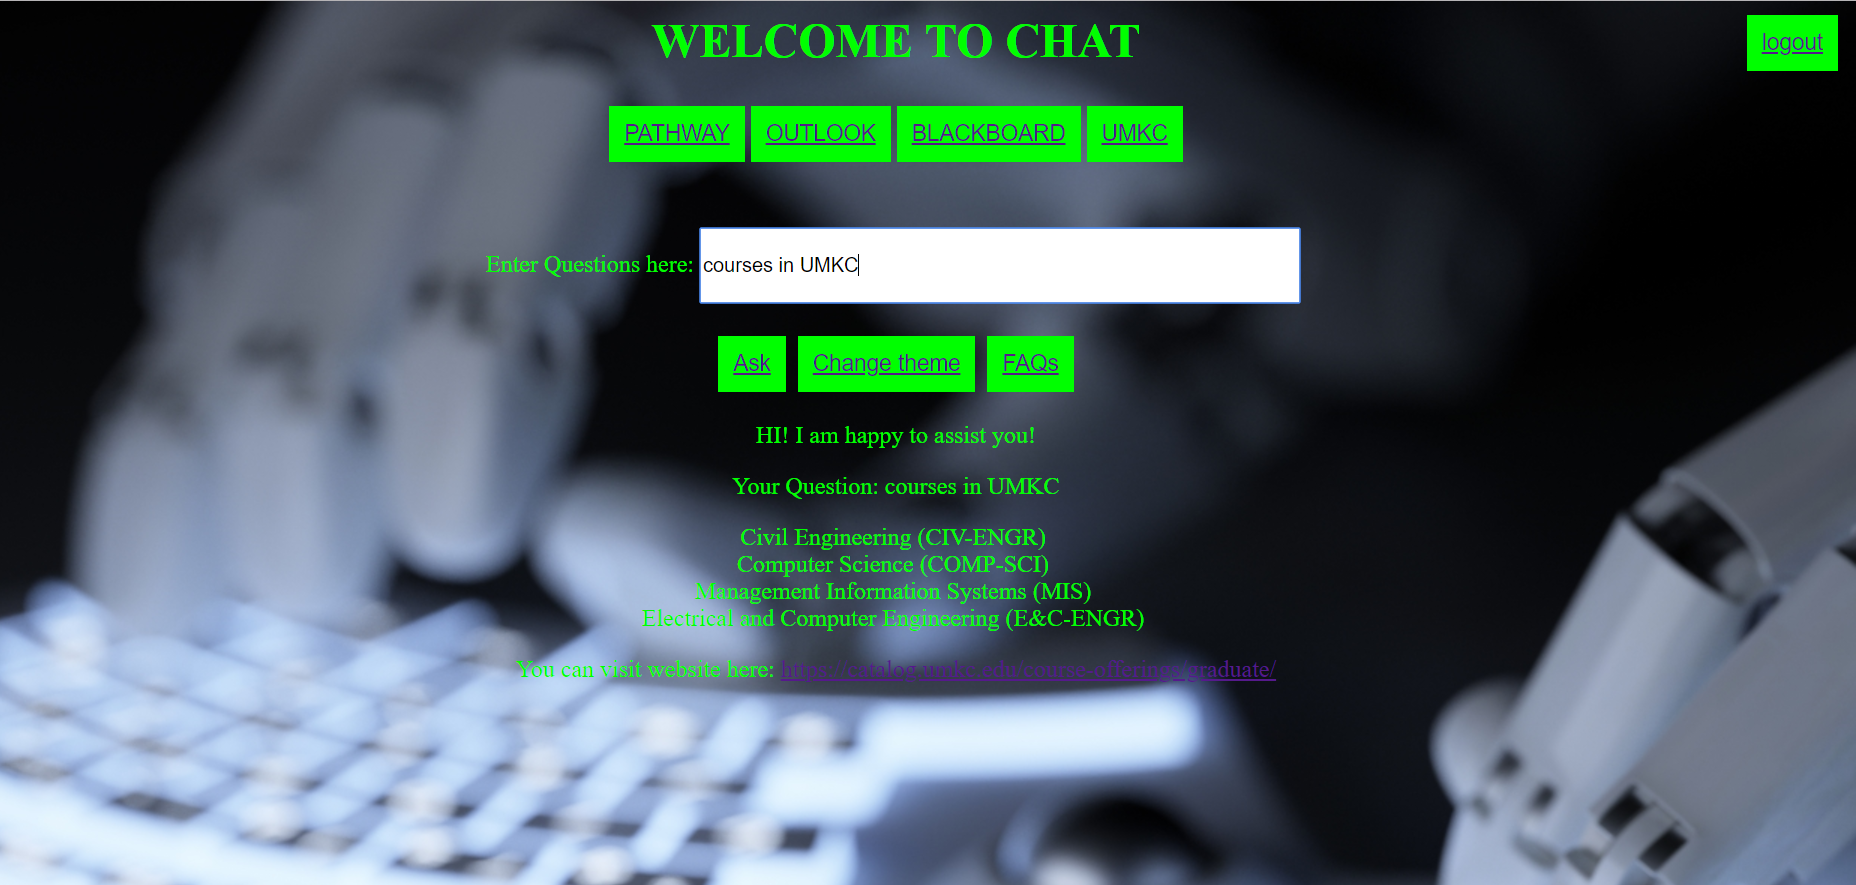 WELCOME TO CHAT
logout
PATHWAY OUTLOOK BLACKBOARD UMKC
Enter Questions here: courses in UMKC
Ask Change theme FAQs
HI! I am happy to assist you!
Your Question: courses in UMKC
Civil Engineering (CIV-ENGR)
Computer Science (COMP-SCI)
Management Information Systems (MIS)
Electrical and Computer Engineering (E&C-ENGR)
You can visit website here: https://catalog.umkc.edu/course-offerings/graduate/